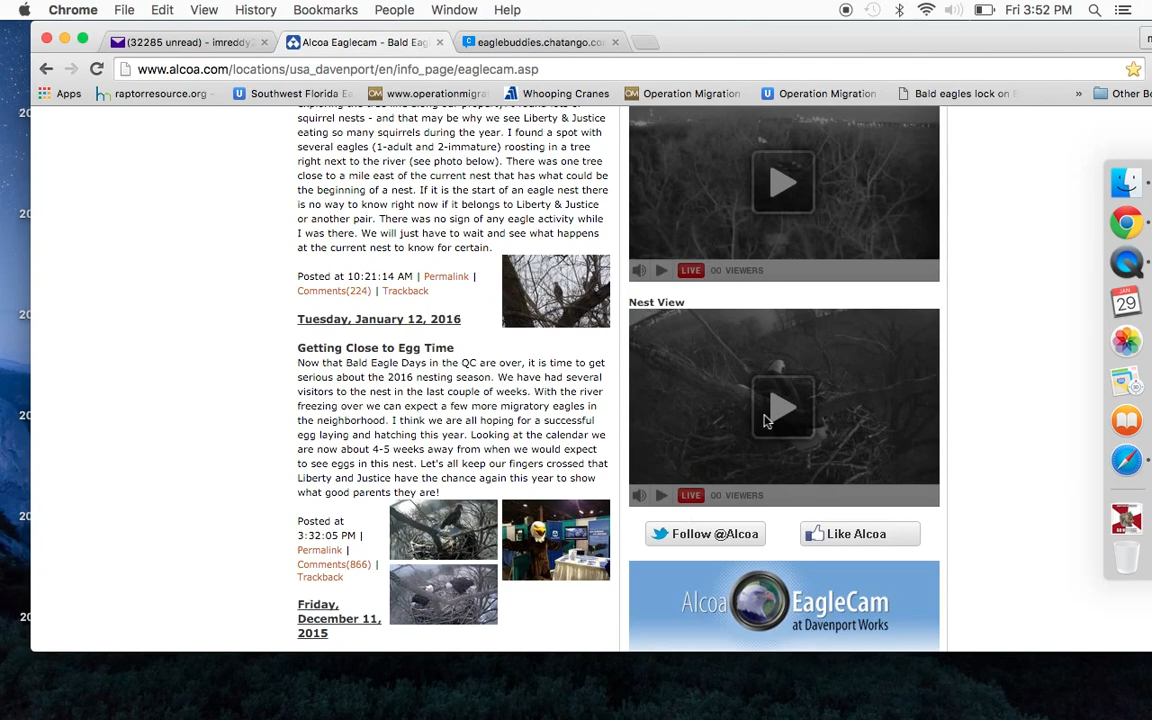 Chrome File Edit View History Bookmarks People Window Help Fri 3:52 PM
(32285 unread) - imreddy Alcoa Eaglecam - Bald Eag eaglebuddies.chatango.co
www.alcoa.com/locations/usa_davenport/en/info_page/eaglecam.asp
Apps raptorresource.org - Southwest Florida Ea www.operationmigr Whooping Cranes Operation Migration Operation Migration Bald eagles lock on » Other Bo
squirrel nests - and that may be why we see Liberty & Justice
eating so many squirrels during the year. I found a spot with
several eagles (1-adult and 2-immature) roosting in a tree
right next to the river (see photo below). There was one tree
close to a mile east of the current nest that has what could be
the beginning of a nest. If it is the start of an eagle nest there
is no way to know right now if it belongs to Liberty & Justice
or another pair. There was no sign of any eagle activity while
I was there. We will just have to wait and see what happens
at the current nest to know for certain.
Posted at 10:21:14 AM | Permalink |
Comments(224) | Trackback
Tuesday, January 12, 2016
Getting Close to Egg Time
Now that Bald Eagle Days in the QC are over, it is time to get
serious about the 2016 nesting season. We have had several
visitors to the nest in the last couple of weeks. With the river
freezing over we can expect a few more migratory eagles in
the neighborhood. I think we are all hoping for a successful
egg laying and hatching this year. Looking at the calendar we
are now about 4-5 weeks away from when we would expect
to see eggs in this nest. Let's all keep our fingers crossed that
Liberty and Justice have the chance again this year to show
what good parents they are!
Posted at
3:32:05 PM |
Permalink |
Comments(866) |
Trackback
Friday,
December 11,
2015
LIVE 00 VIEWERS
Nest View
LIVE 00 VIEWERS
Follow @Alcoa Like Alcoa
Alcoa EagleCam
at Davenport Works
JAN
29